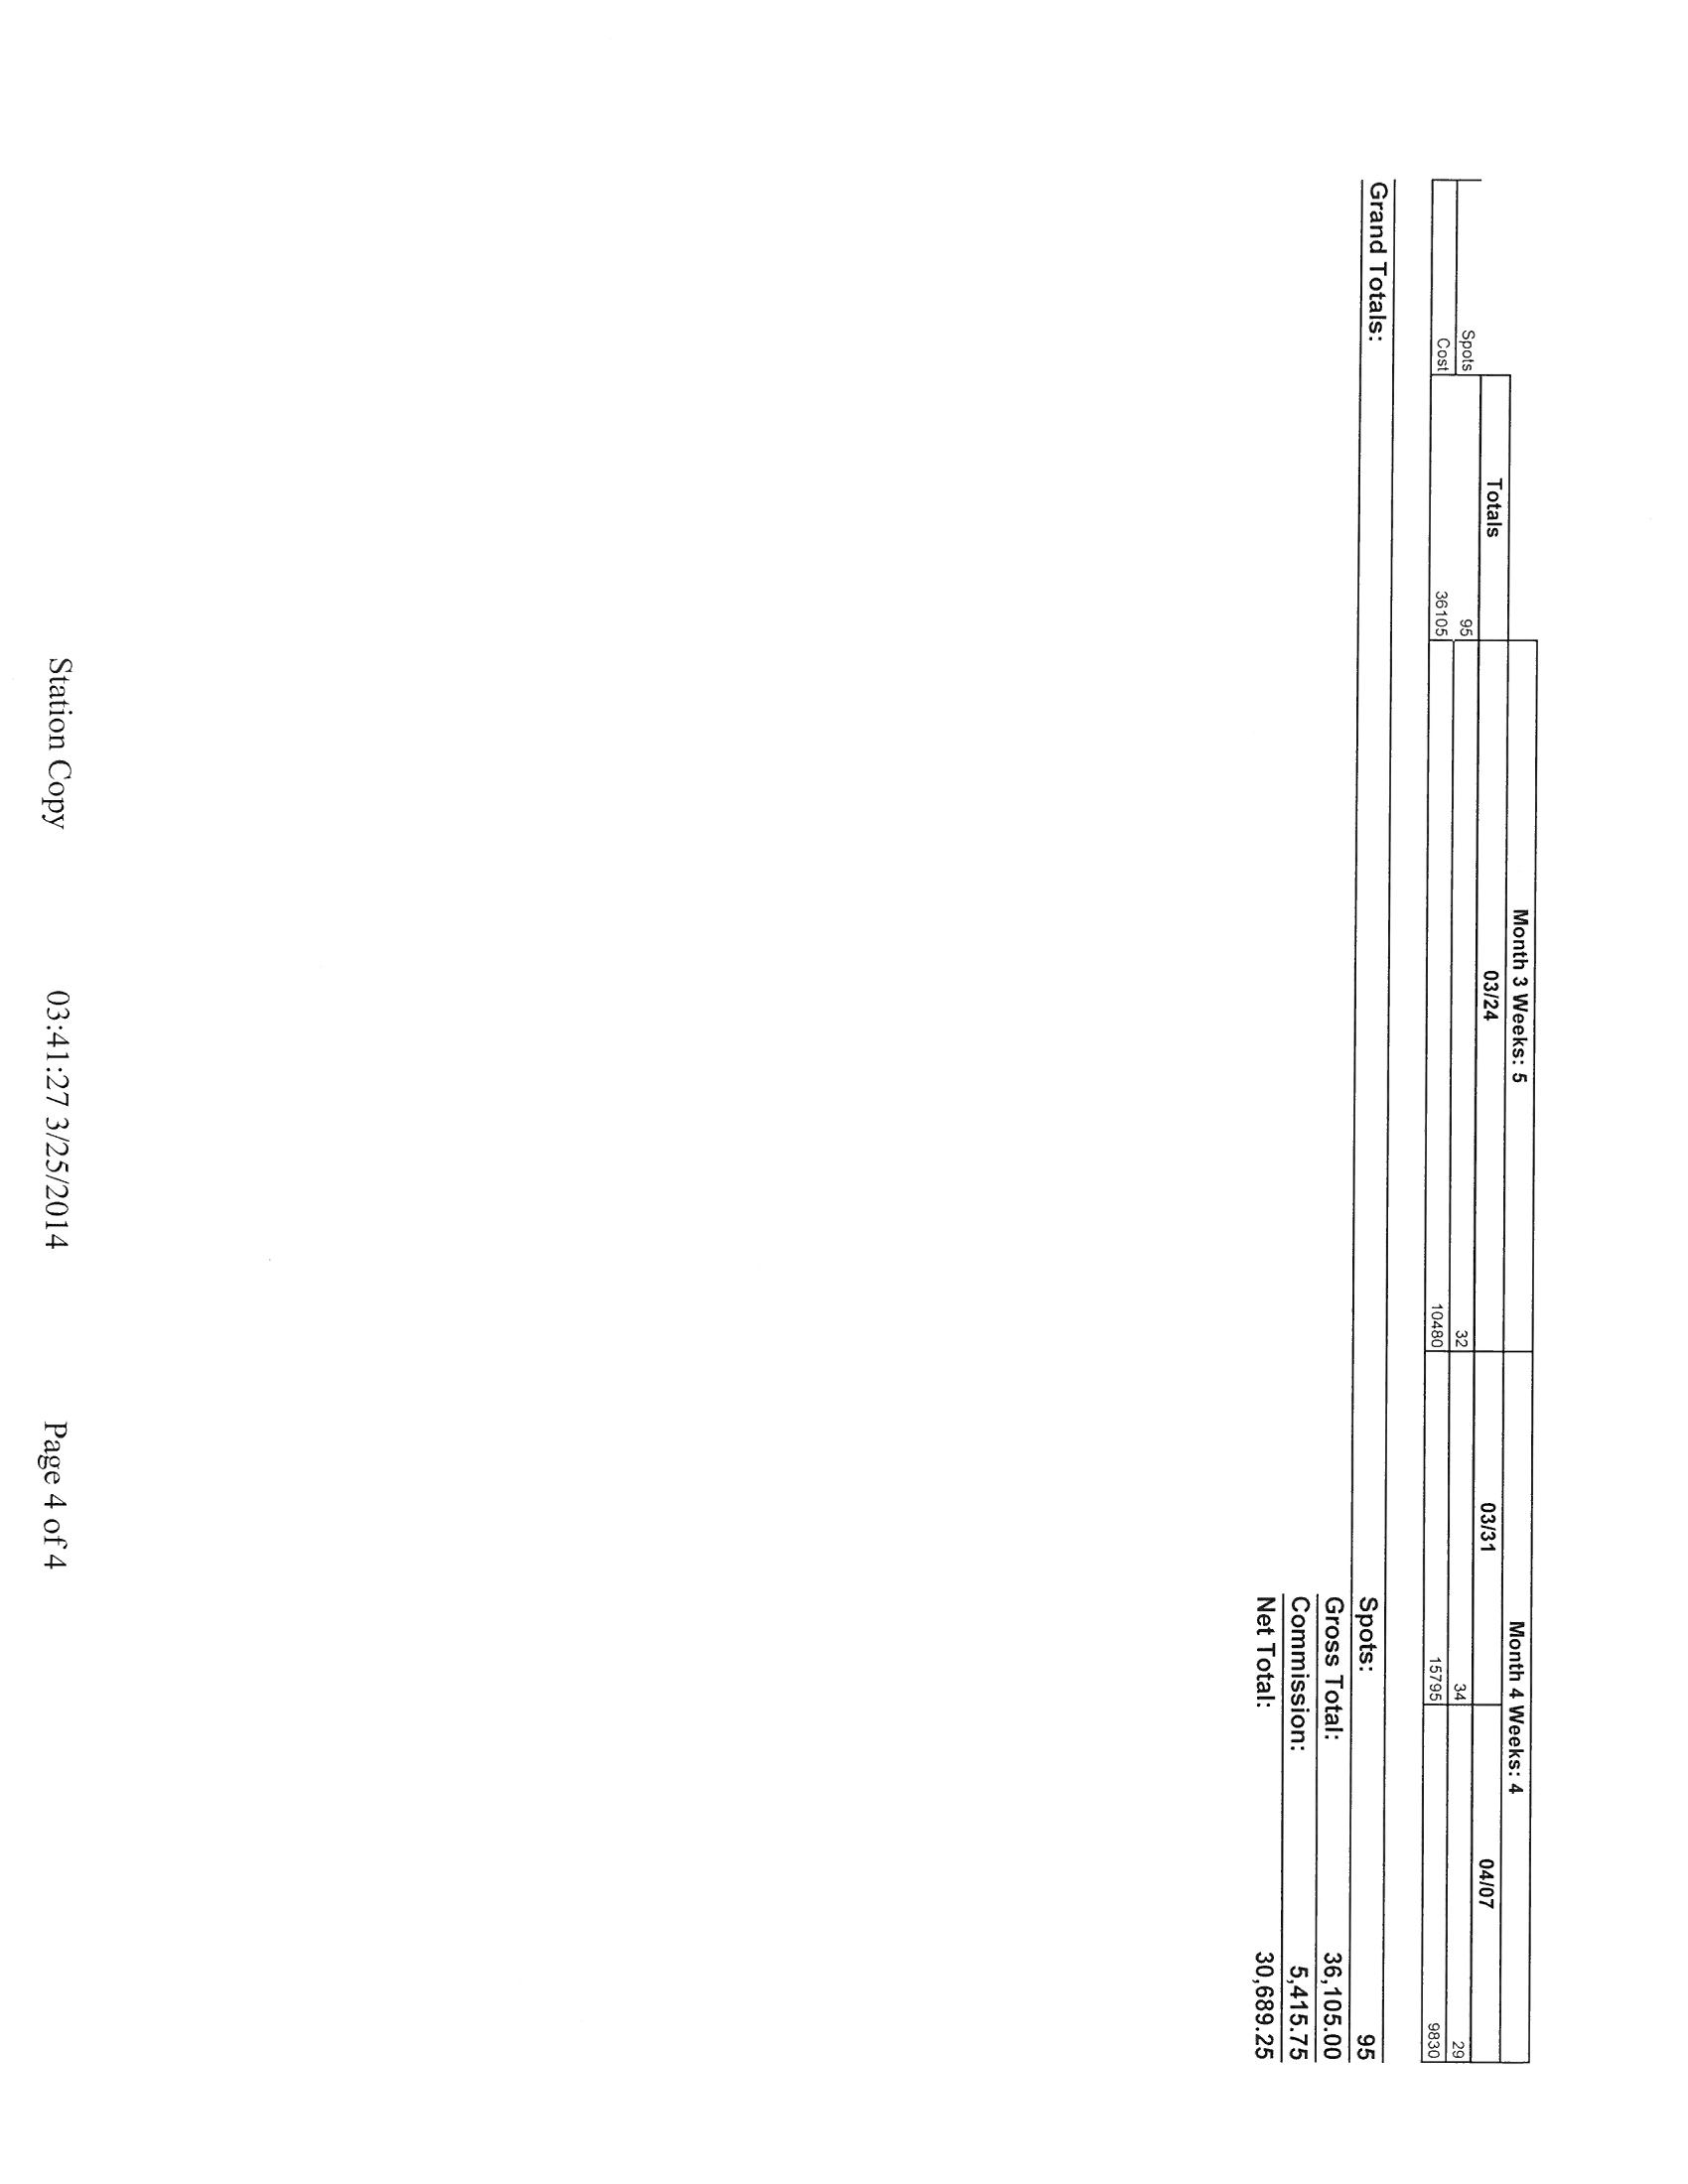 Month 3 Weeks: 5 Month 4 Weeks: 4
Totals 03/24 03/31 04/07
Spots 95 32 34 29
Cost 36105 10480 15795 9830
Grand Totals: Spots: 95
Gross Total: 36,105.00
Commission: 5,415.75
Net Total: 30,689.25
Station Copy 03:41:27 3/25/2014 Page 4 of 4